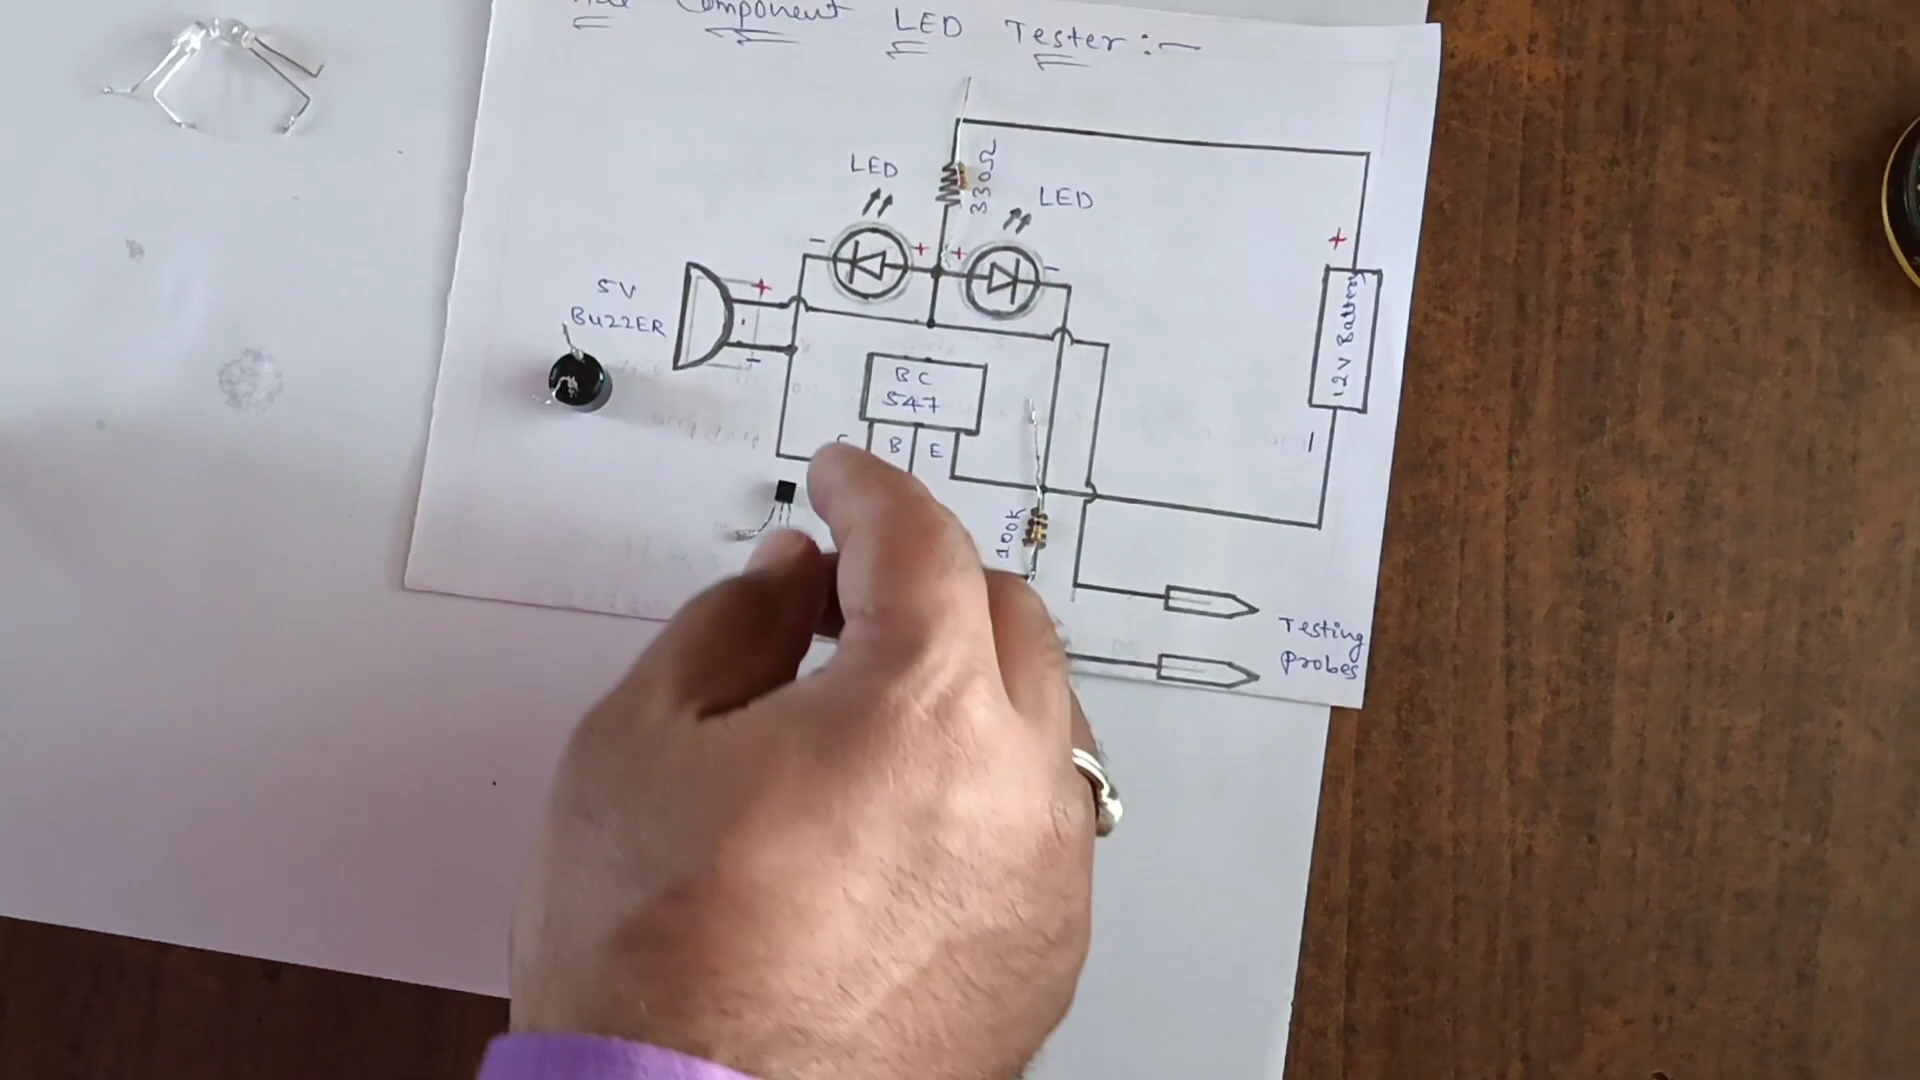 Component LED Tester :-
LED
330Ω
LED
+
-
+
+
-
5V
BUZZER
+
-
12V Battery
-
BC
547
C
B
E
100K
Testing
Probes